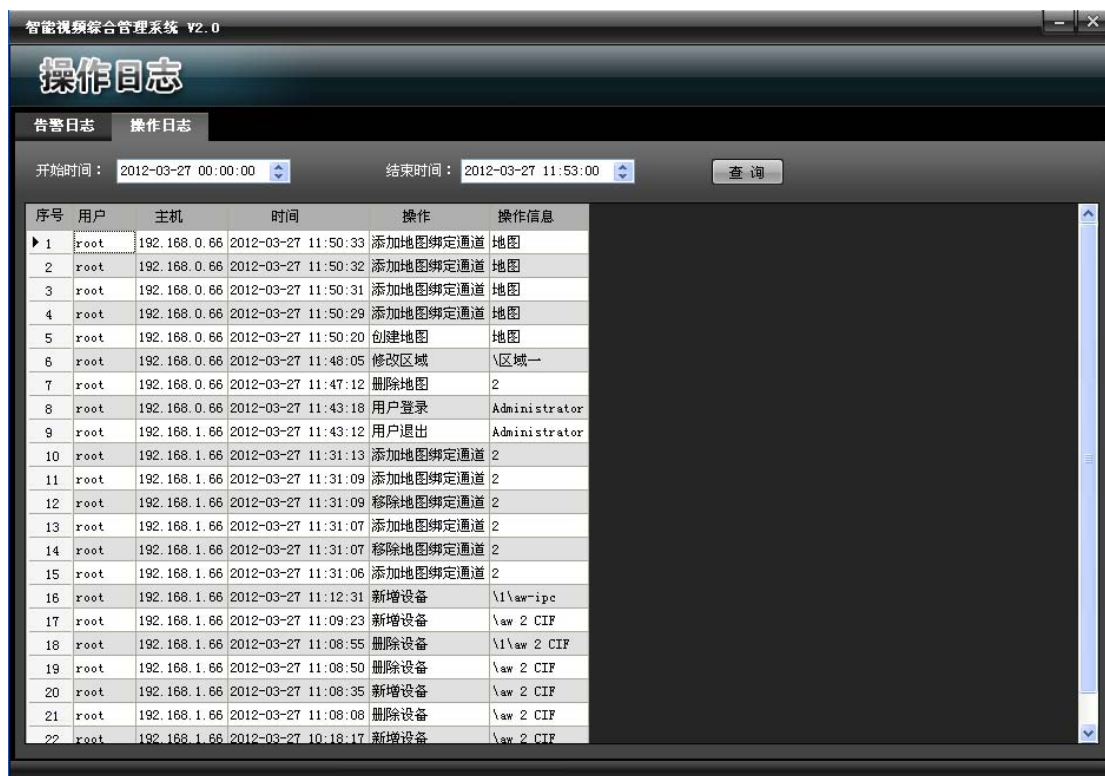 智能视频综合管理系统 V2.0
操作日志
告警日志 操作日志
开始时间： 2012-03-27 00:00:00 结束时间： 2012-03-27 11:53:00 查询
序号 用户 主机 时间 操作 操作信息
1 root 192.168.0.66 2012-03-27 11:50:33 添加地图绑定通道 地图
2 root 192.168.0.66 2012-03-27 11:50:32 添加地图绑定通道 地图
3 root 192.168.0.66 2012-03-27 11:50:31 添加地图绑定通道 地图
4 root 192.168.0.66 2012-03-27 11:50:29 添加地图绑定通道 地图
5 root 192.168.0.66 2012-03-27 11:50:20 创建地图 地图
6 root 192.168.0.66 2012-03-27 11:48:05 修改区域 \区域一
7 root 192.168.0.66 2012-03-27 11:47:12 删除地图 2
8 root 192.168.0.66 2012-03-27 11:43:18 用户登录 Administrator
9 root 192.168.1.66 2012-03-27 11:43:12 用户退出 Administrator
10 root 192.168.1.66 2012-03-27 11:31:13 添加地图绑定通道 2
11 root 192.168.1.66 2012-03-27 11:31:09 添加地图绑定通道 2
12 root 192.168.1.66 2012-03-27 11:31:09 移除地图绑定通道 2
13 root 192.168.1.66 2012-03-27 11:31:07 添加地图绑定通道 2
14 root 192.168.1.66 2012-03-27 11:31:07 移除地图绑定通道 2
15 root 192.168.1.66 2012-03-27 11:31:06 添加地图绑定通道 2
16 root 192.168.1.66 2012-03-27 11:12:31 新增设备 \1\aw-ipc
17 root 192.168.1.66 2012-03-27 11:09:23 新增设备 \aw 2 CIF
18 root 192.168.1.66 2012-03-27 11:08:55 删除设备 \1\aw 2 CIF
19 root 192.168.1.66 2012-03-27 11:08:50 删除设备 \aw 2 CIF
20 root 192.168.1.66 2012-03-27 11:08:35 新增设备 \aw 2 CIF
21 root 192.168.1.66 2012-03-27 11:08:08 删除设备 \aw 2 CIF
22 root 192.168.1.66 2012-03-27 10:18:17 新增设备 \aw 2 CIF